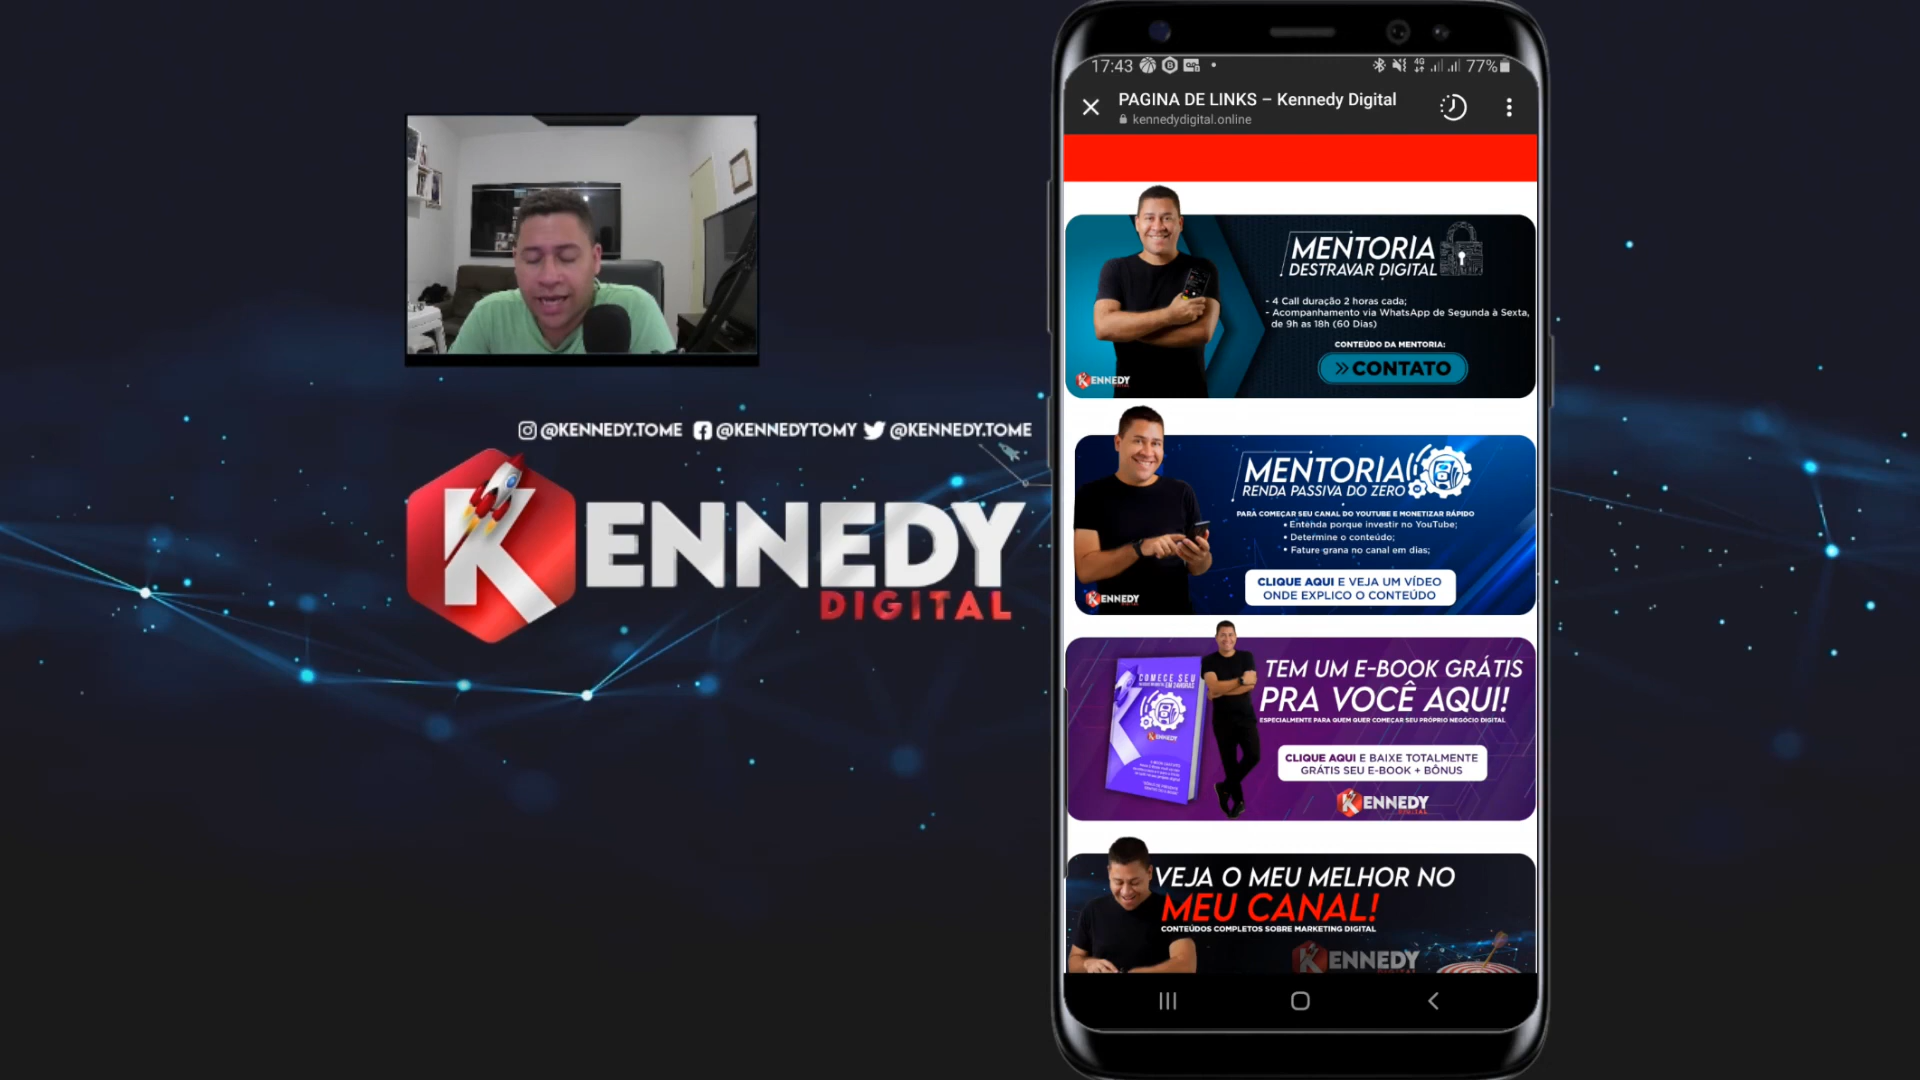 @KENNEDY.TOME @KENNEDYTOMY @KENNEDY.TOME
KENNEDY
DIGITAL
17:43
4G 77%
PAGINA DE LINKS – Kennedy Digital
kennedydigital.online
MENTORIA
DESTRAVAR DIGITAL
- 4 Call duração 2 horas cada;
- Acompanhamento via WhatsApp de Segunda à Sexta,
de 9h as 18h (60 Dias)
CONTEÚDO DA MENTORIA:
>> CONTATO
KENNEDY
MENTORIA
RENDA PASSIVA DO ZERO
PARA COMEÇAR SEU CANAL DO YOUTUBE E MONETIZAR RÁPIDO
• Entenda porque investir no YouTube;
• Determine o conteúdo;
• Fature grana no canal em dias;
CLIQUE AQUI E VEJA UM VÍDEO
ONDE EXPLICO O CONTEÚDO
KENNEDY
TEM UM E-BOOK GRÁTIS
PRA VOCÊ AQUI!
ESPECIALMENTE PARA QUEM QUER COMEÇAR SEU PRÓPRIO NEGÓCIO DIGITAL
COMECE SEU
KENNEDY
CLIQUE AQUI E BAIXE TOTALMENTE
GRÁTIS SEU E-BOOK + BÔNUS
KENNEDY
DIGITAL
VEJA O MEU MELHOR NO
MEU CANAL!
CONTEÚDOS COMPLETOS SOBRE MARKETING DIGITAL
KENNEDY
DIGITAL